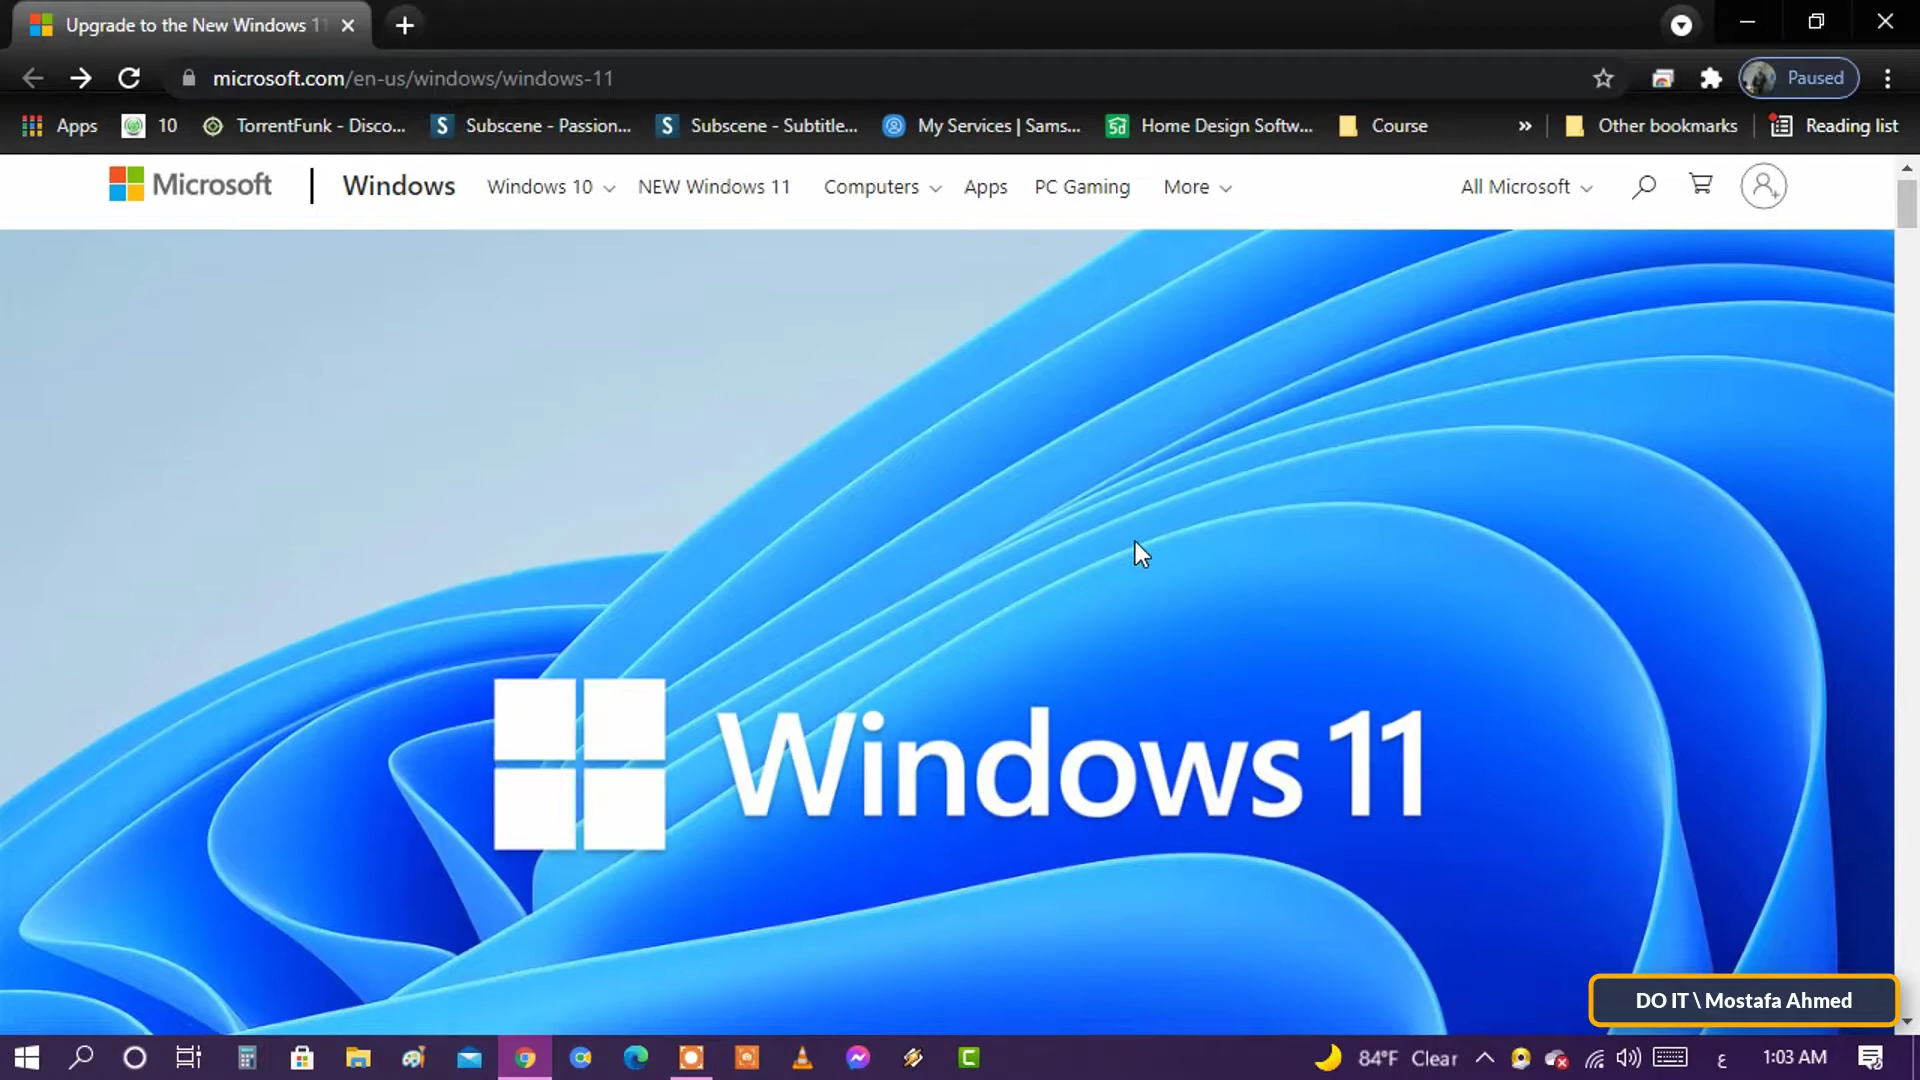 Upgrade to the New Windows 11
microsoft.com/en-us/windows/windows-11
Paused
Apps
10
TorrentFunk - Disco...
Subscene - Passion...
Subscene - Subtitle...
My Services | Sams...
Home Design Softw...
Course
»
Other bookmarks
Reading list
Microsoft
Windows
Windows 10
NEW Windows 11
Computers
Apps
PC Gaming
More
All Microsoft
Windows 11
DO IT \ Mostafa Ahmed
84°F Clear
ع
1:03 AM